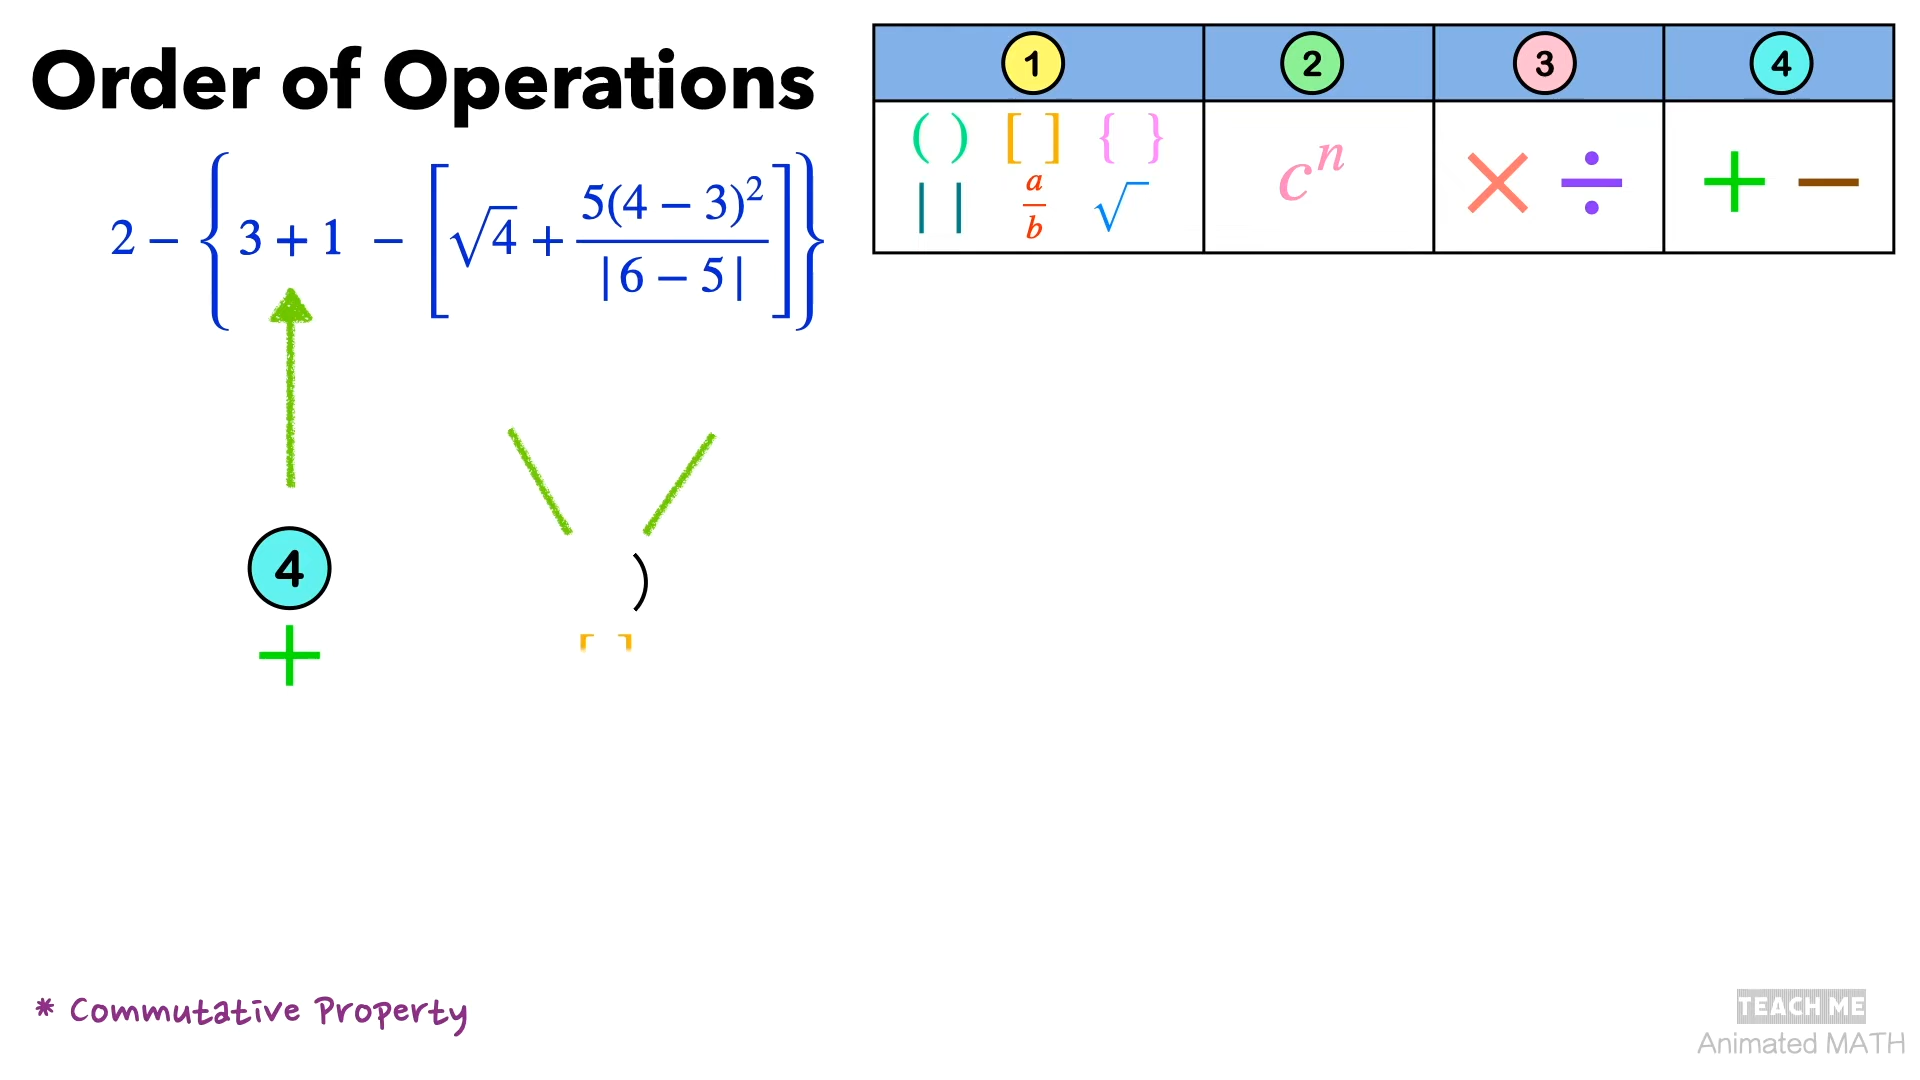 Order of Operations
1 2 3 4
( ) [ ] { } cⁿ × ÷ + −
| | a/b √
2 − {3 + 1 − [√4 + 5(4 − 3)²/|6 − 5|]}
4
)
+
[ ]
* Commutative Property
TEACH ME
Animated MATH